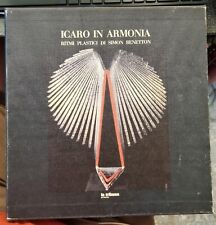 ICARO IN ARMONIA
RITMI PLASTICI DI SIMON BENETTON